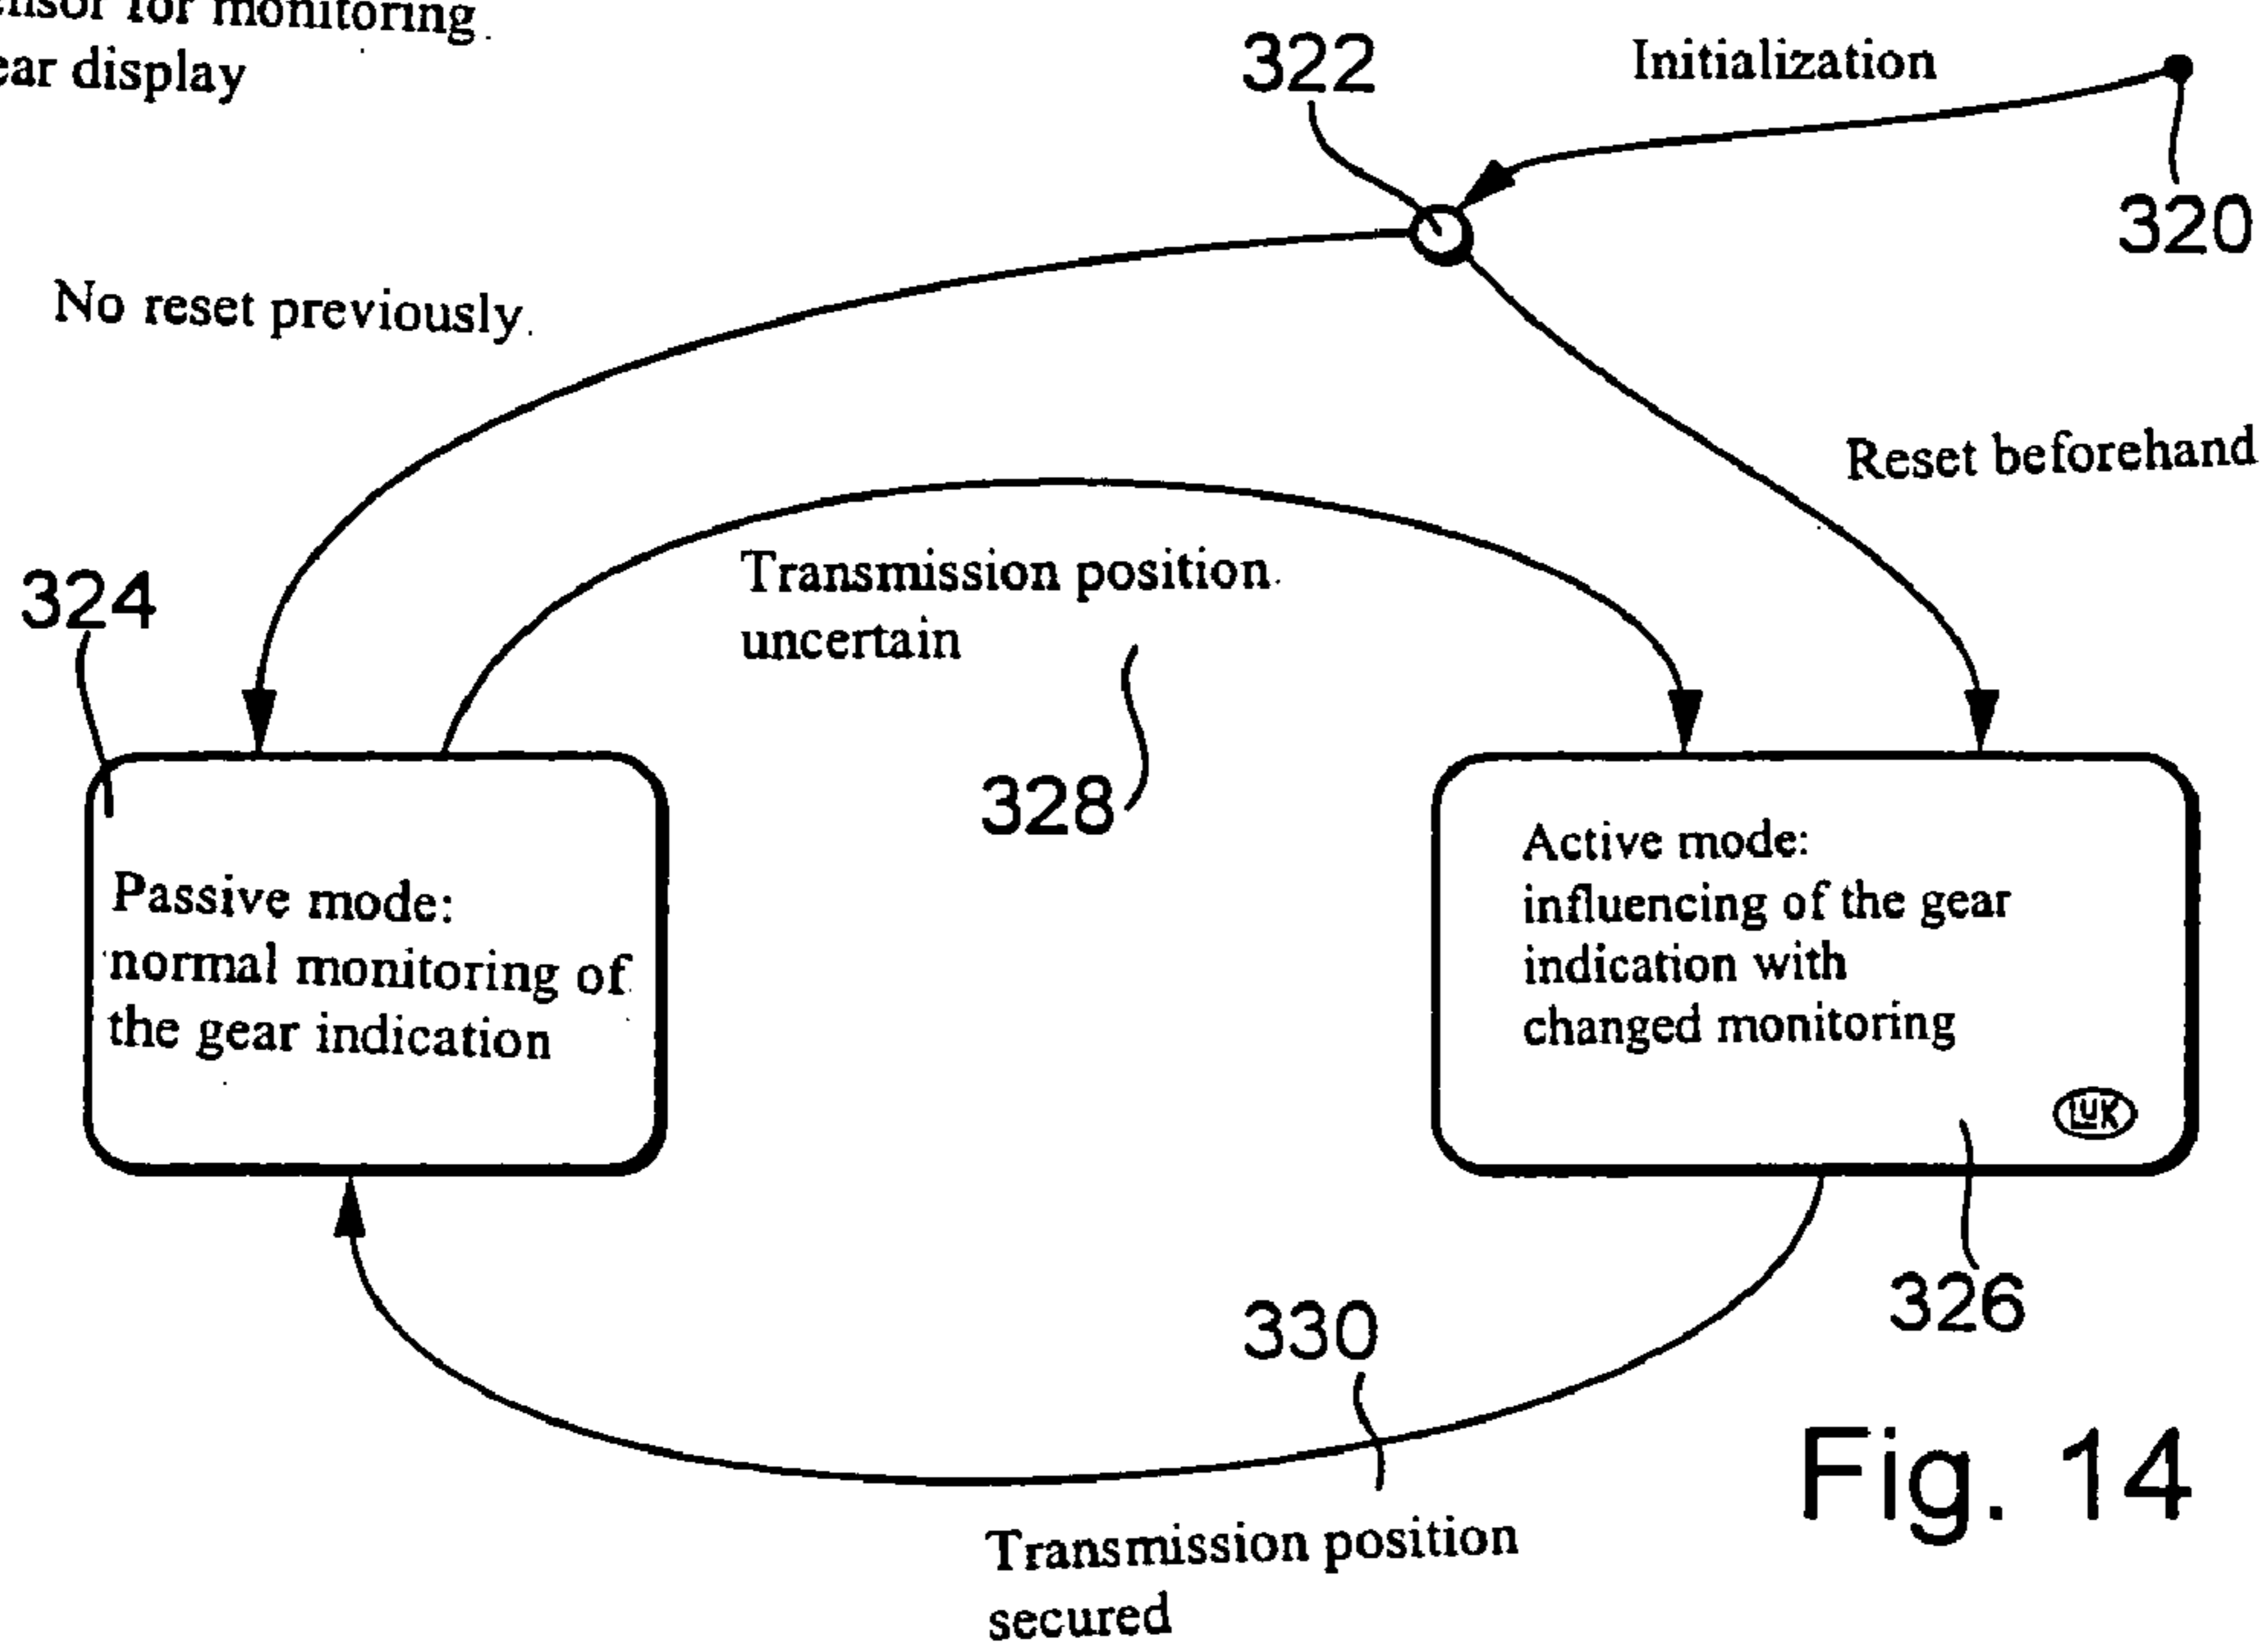 for monitoring
display
322
Initialization
320
No reset previously.
Reset beforehand
324
Transmission position
uncertain
328
Passive mode:
normal monitoring of
the gear indication
Active mode:
influencing of the gear
indication with
changed monitoring
LUK
326
330
Fig. 14
Transmission position
secured